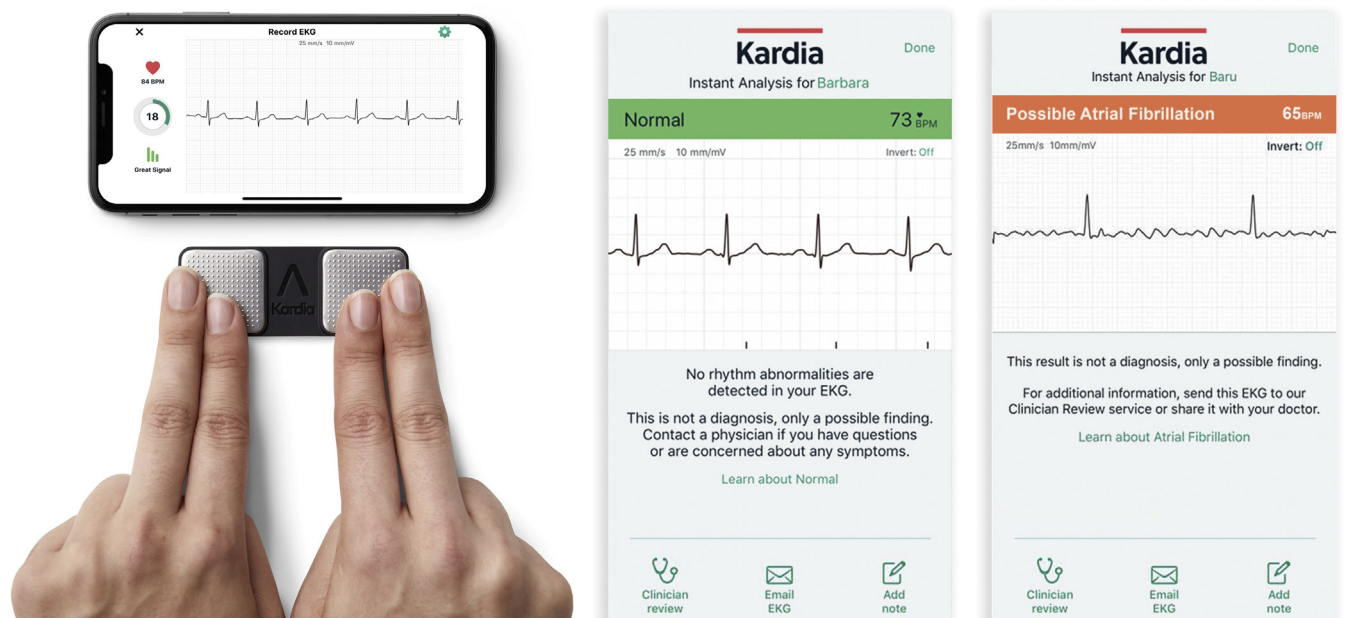 Record EKG
25 mm/s 10 mm/mV
84 BPM
18
Great Signal
Kardia
Kardia
Done
Instant Analysis for Barbara
Normal
73 BPM
25 mm/s 10 mm/mV
Invert: Off
No rhythm abnormalities are
detected in your EKG.
This is not a diagnosis, only a possible finding.
Contact a physician if you have questions
or are concerned about any symptoms.
Learn about Normal
Clinician
review
Email
EKG
Add
note
Kardia
Done
Instant Analysis for Baru
Possible Atrial Fibrillation
65BPM
25mm/s 10mm/mV
Invert: Off
This result is not a diagnosis, only a possible finding.
For additional information, send this EKG to our
Clinician Review service or share it with your doctor.
Learn about Atrial Fibrillation
Clinician
review
Email
EKG
Add
note